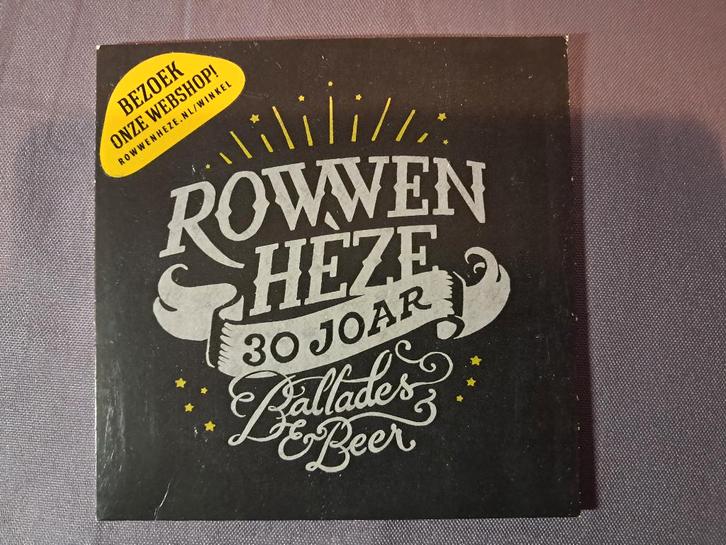 BEZOEK
ONZE WEBSHOP!
ROWWENHEZE.NL/WINKEL
ROWWEN
HÈZE
30 JOAR
Ballades
& Beer